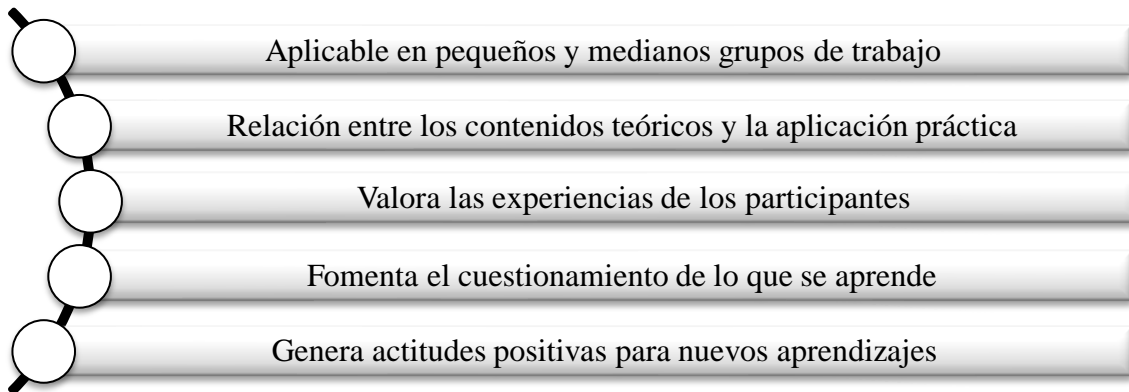 Aplicable en pequeños y medianos grupos de trabajo
Relación entre los contenidos teóricos y la aplicación práctica
Valora las experiencias de los participantes
Fomenta el cuestionamiento de lo que se aprende
Genera actitudes positivas para nuevos aprendizajes